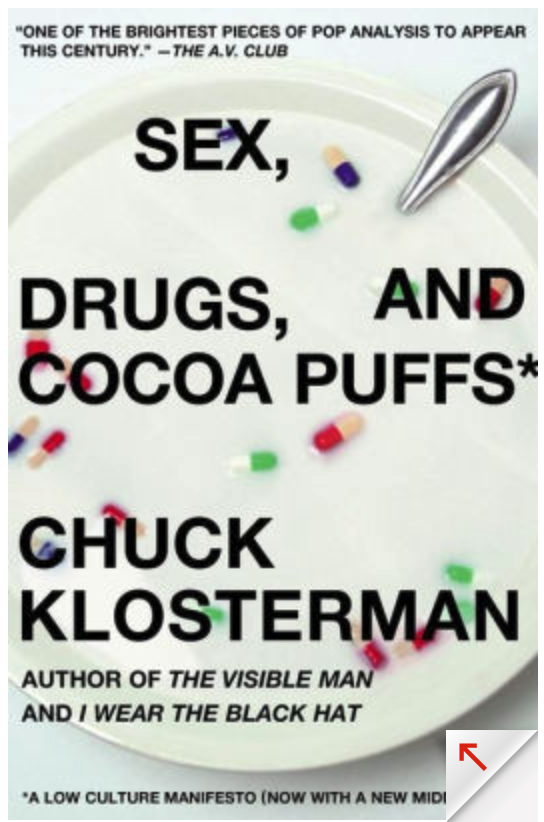 "ONE OF THE BRIGHTEST PIECES OF POP ANALYSIS TO APPEAR
THIS CENTURY." —THE A.V. CLUB
SEX,
DRUGS, AND
COCOA PUFFS*
CHUCK
KLOSTERMAN
AUTHOR OF THE VISIBLE MAN
AND I WEAR THE BLACK HAT
*A LOW CULTURE MANIFESTO (NOW WITH A NEW